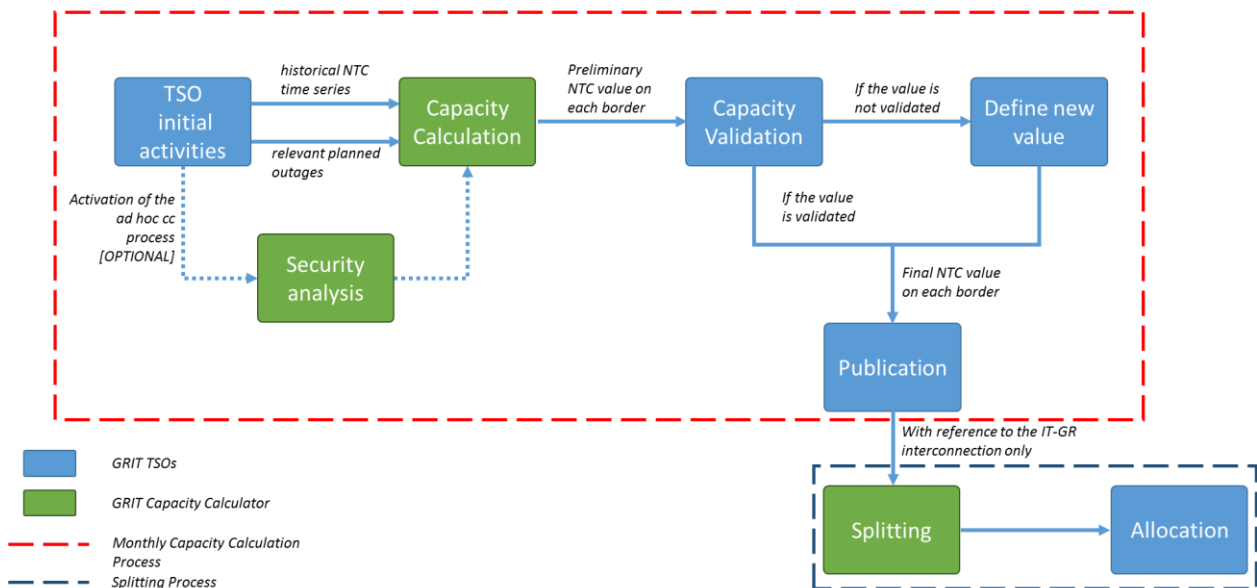 TSO
initial
activities
historical NTC
time series
relevant planned
outages
Capacity
Calculation
Preliminary
NTC value on
each border
Capacity
Validation
If the value is
not validated
Define new
value
Activation of the
ad hoc cc
process
[OPTIONAL]
Security
analysis
If the value
is validated
Final NTC value
on each border
Publication
With reference to the IT-GR
interconnection only
Splitting
Allocation
GRIT TSOs
GRIT Capacity Calculator
Monthly Capacity Calculation
Process
Splitting Process